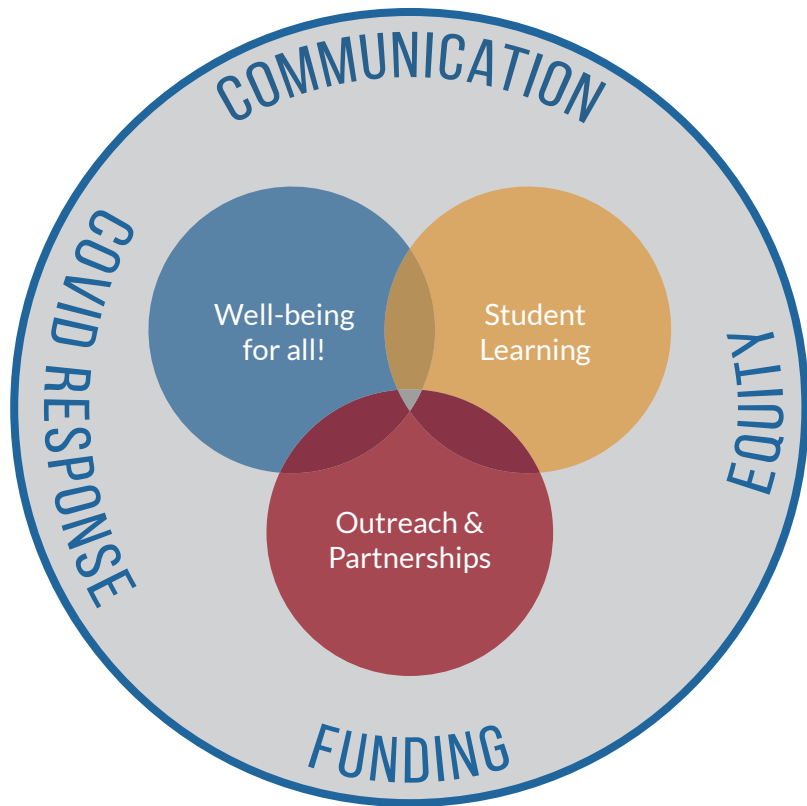 COMMUNICATION
COVID RESPONSE
Well-being
for all!
Student
Learning
EQUITY
Outreach &
Partnerships
FUNDING